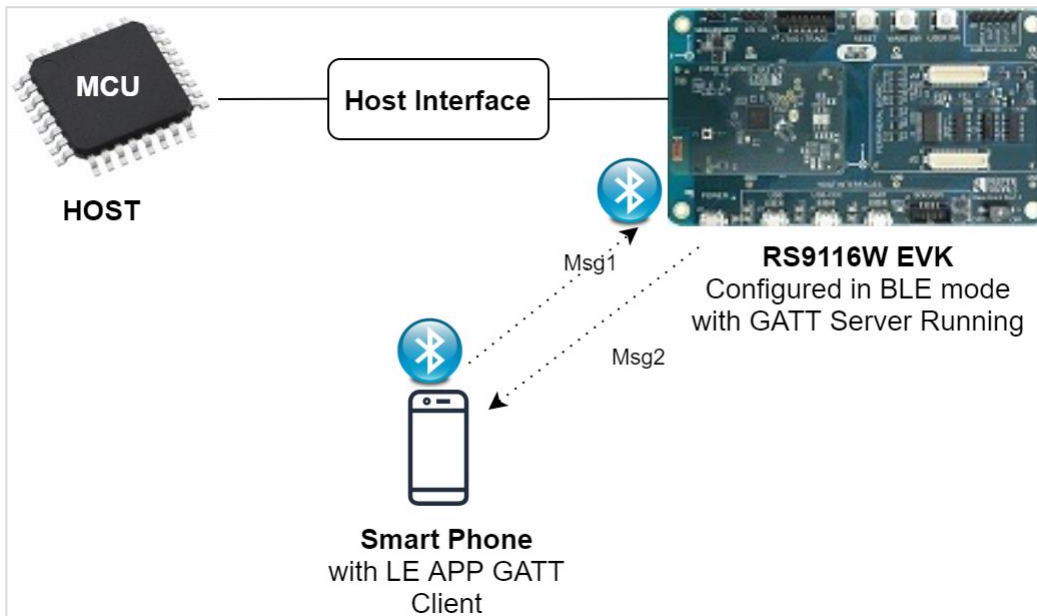 MCU
HOST
Host Interface
RESET
RS9116W EVK
Configured in BLE mode
with GATT Server Running
Msg1
Msg2
Smart Phone
with LE APP GATT
Client